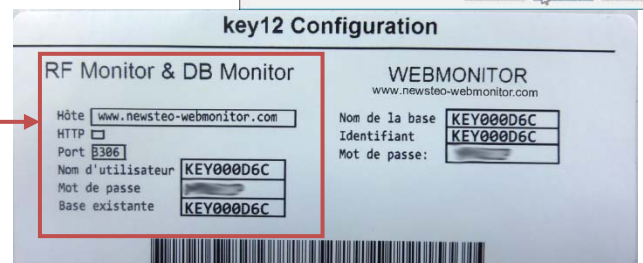 key12 Configuration
RF Monitor & DB Monitor
Hôte www.newsteo-webmonitor.com
HTTP
Port 3306
Nom d'utilisateur KEY000D6C
Mot de passe
Base existante KEY000D6C
WEBMONITOR
www.newsteo-webmonitor.com
Nom de la base KEY000D6C
Identifiant KEY000D6C
Mot de passe: